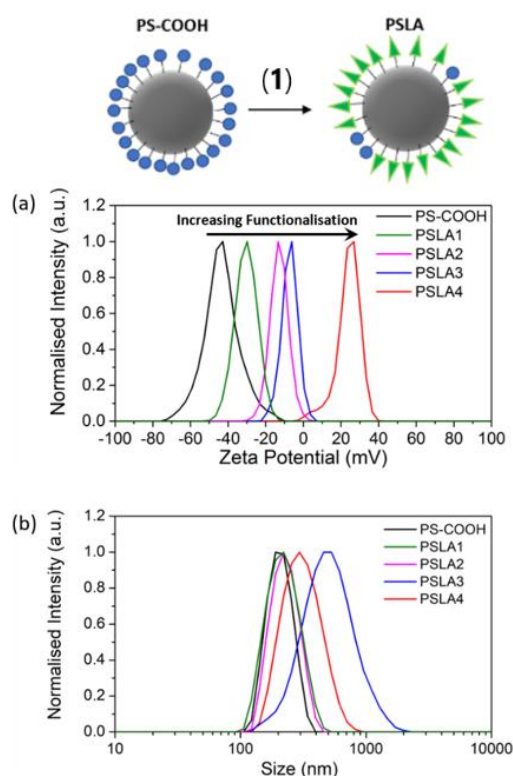 PS-COOH PSLA
(1)
(a)
Increasing Functionalisation
PS-COOH
PSLA1
PSLA2
PSLA3
PSLA4
Normalised Intensity (a.u.)
1.2
1.0
0.8
0.6
0.4
0.2
0.0
-100 -80 -60 -40 -20 0 20 40 60 80 100
Zeta Potential (mV)
(b)
PS-COOH
PSLA1
PSLA2
PSLA3
PSLA4
Normalised Intensity (a.u.)
1.2
1.0
0.8
0.6
0.4
0.2
0.0
10 100 1000 10000
Size (nm)